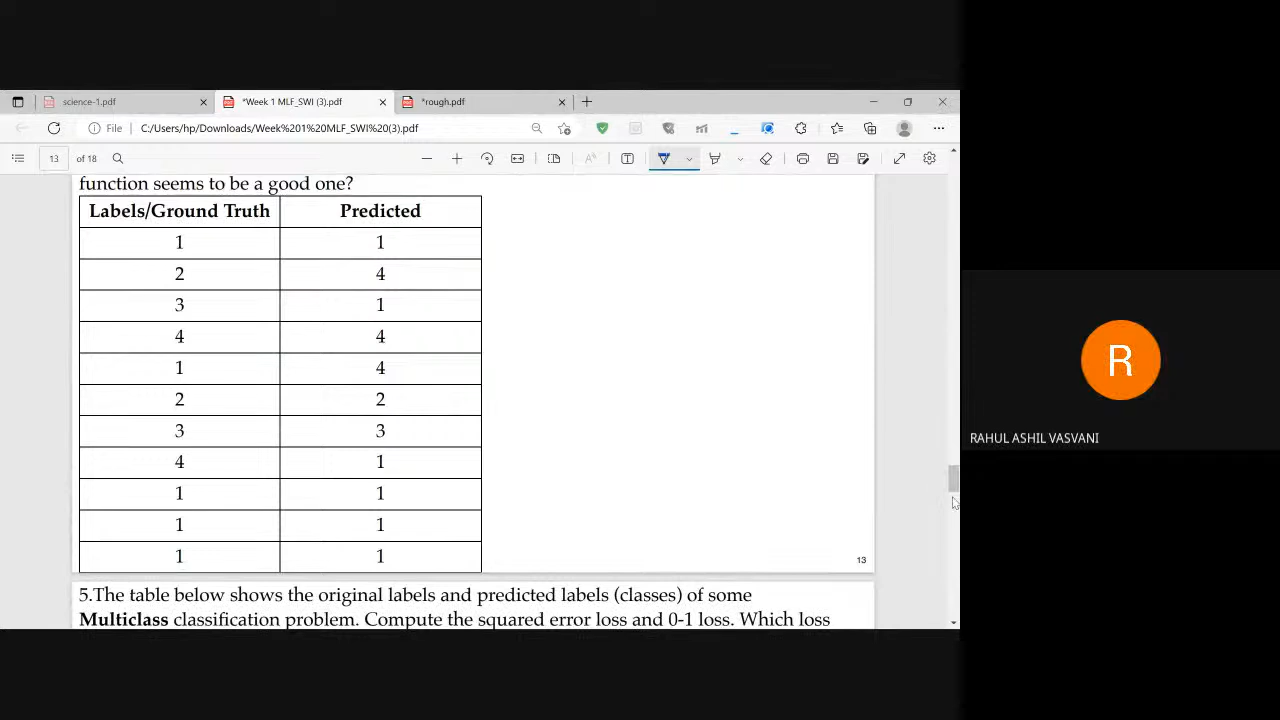 science-1.pdf
*Week 1 MLF_SWI (3).pdf
*rough.pdf
File
C:/Users/hp/Downloads/Week%201%20MLF_SWI%20(3).pdf
13 of 18
function seems to be a good one?
Labels/Ground Truth Predicted
1 1
2 4
3 1
4 4
1 4
2 2
3 3
4 1
1 1
1 1
1 1
13
5.The table below shows the original labels and predicted labels (classes) of some
Multiclass classification problem. Compute the squared error loss and 0-1 loss. Which loss
R
RAHUL ASHIL VASVANI